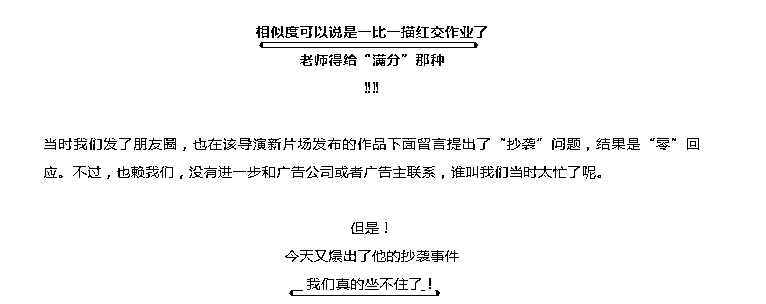 相似度可以说是一比一描红交作业了
老师得给“满分”那种
!!!!
当时我们发了朋友圈，也在该导演新片场发布的作品下面留言提出了“抄袭”问题，结果是“零”回
应。不过，也赖我们，没有进一步和广告公司或者广告主联系，谁叫我们当时太忙了呢。
但是！
今天又爆出了他的抄袭事件
我们真的坐不住了！